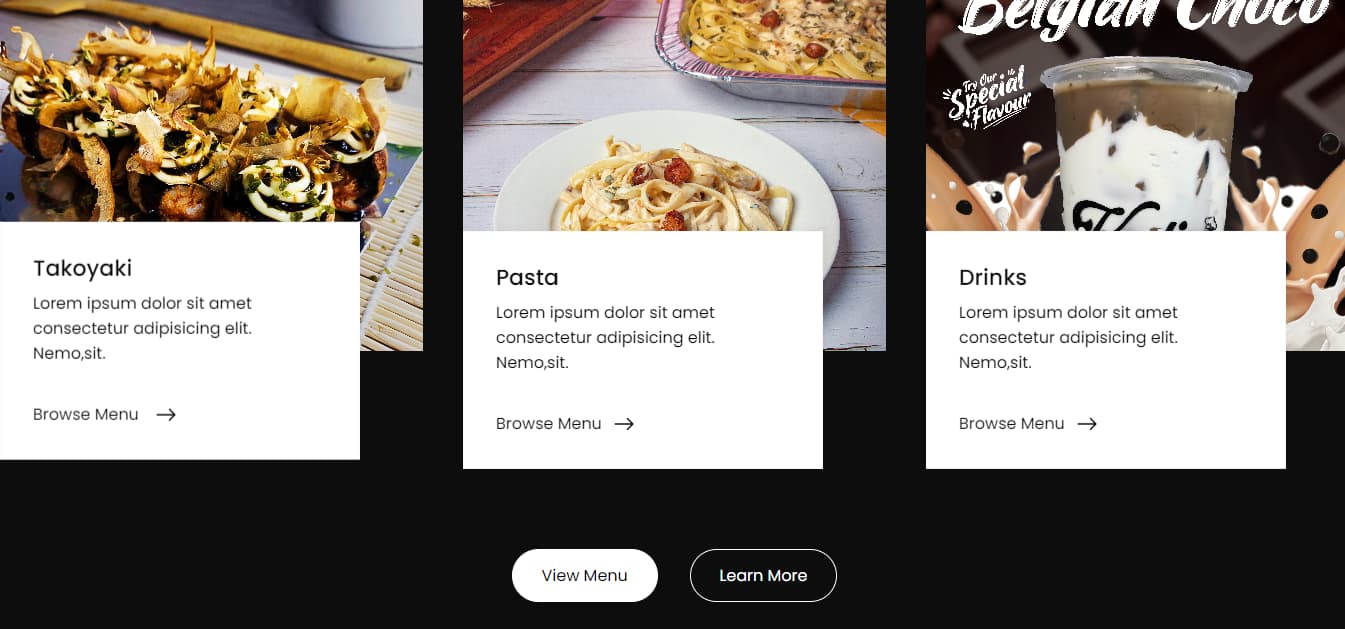 Belgian Choco
Try Our
Special
Flavour
Takoyaki
Lorem ipsum dolor sit amet
consectetur adipisicing elit.
Nemo,sit.
Browse Menu
Pasta
Lorem ipsum dolor sit amet
consectetur adipisicing elit.
Nemo,sit.
Browse Menu
Drinks
Lorem ipsum dolor sit amet
consectetur adipisicing elit.
Nemo,sit.
Browse Menu
View Menu
Learn More